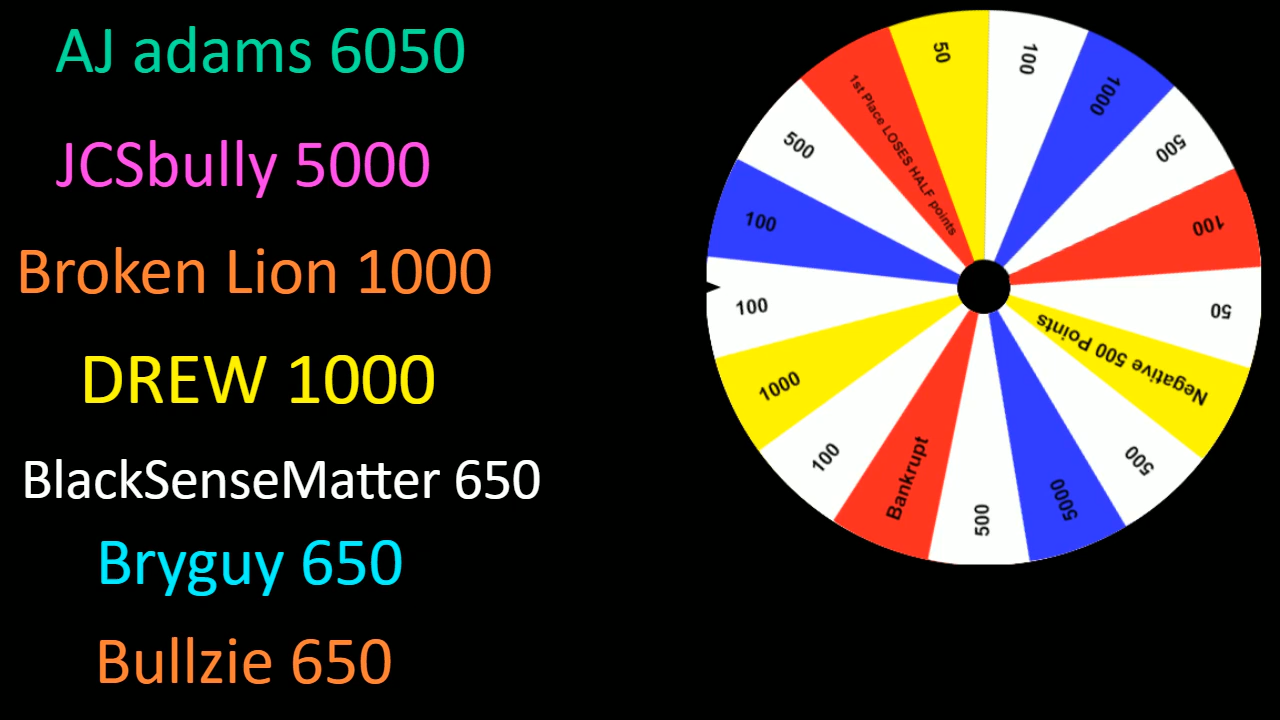 AJ adams 6050
JCSbully 5000
Broken Lion 1000
DREW 1000
BlackSenseMatter 650
Bryguy 650
Bullzie 650
50
100
1000
500
100
50
Negative 500 Points
500
5000
500
Bankrupt
100
1000
100
100
500
1st Place LOSES HALF points